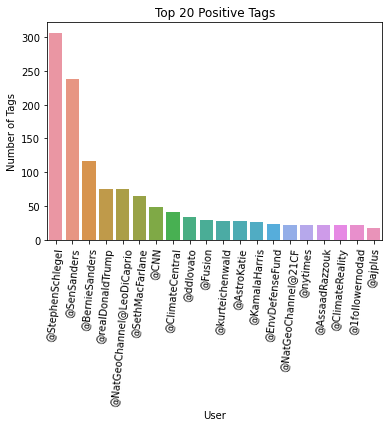 Top 20 Positive Tags
Number of Tags
300
250
200
150
100
50
0
@StephenSchlegel
@SenSanders
@BernieSanders
@realDonaldTrump
@NatGeoChannel@LeoDiCaprio
@SethMacFarlane
@CNN
@ClimateCentral
@ddlovato
@Fusion
@kurteichenwald
@AstroKatie
@KamalaHarris
@EnvDefenseFund
@NatGeoChannel@21CF
@nytimes
@AssaadRazzouk
@ClimateReality
@1followernodad
@ajplus
User